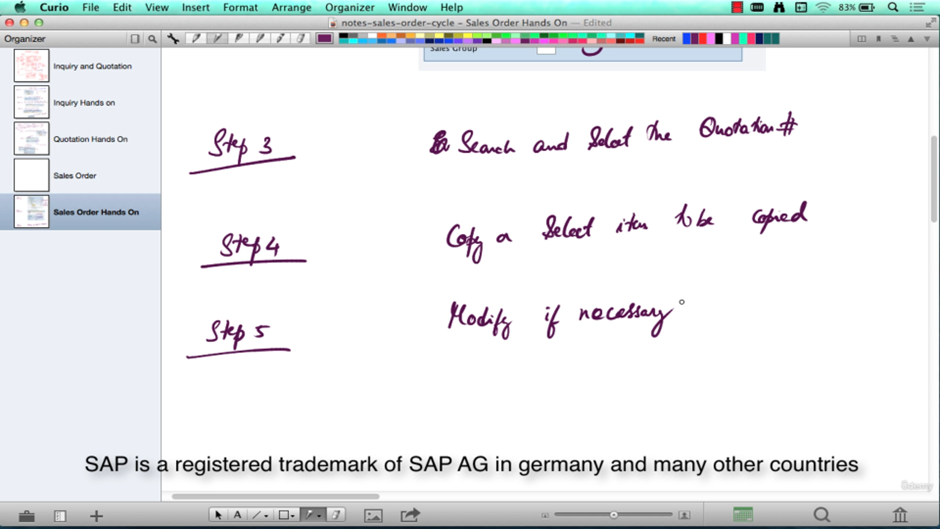 Curio File Edit View Insert Format Arrange Organizer Window Help 83%
notes-sales-order-cycle – Sales Order Hands On — Edited
Organizer
Recent
Sales Group
Inquiry and Quotation
Inquiry Hands on
Quotation Hands On
Sales Order
Sales Order Hands On
Step 3 Search and Select the Quotation #
Step 4 Copy or Select item to be copied
Step 5 Modify if necessary
SAP is a registered trademark of SAP AG in germany and many other countries
Udemy
A